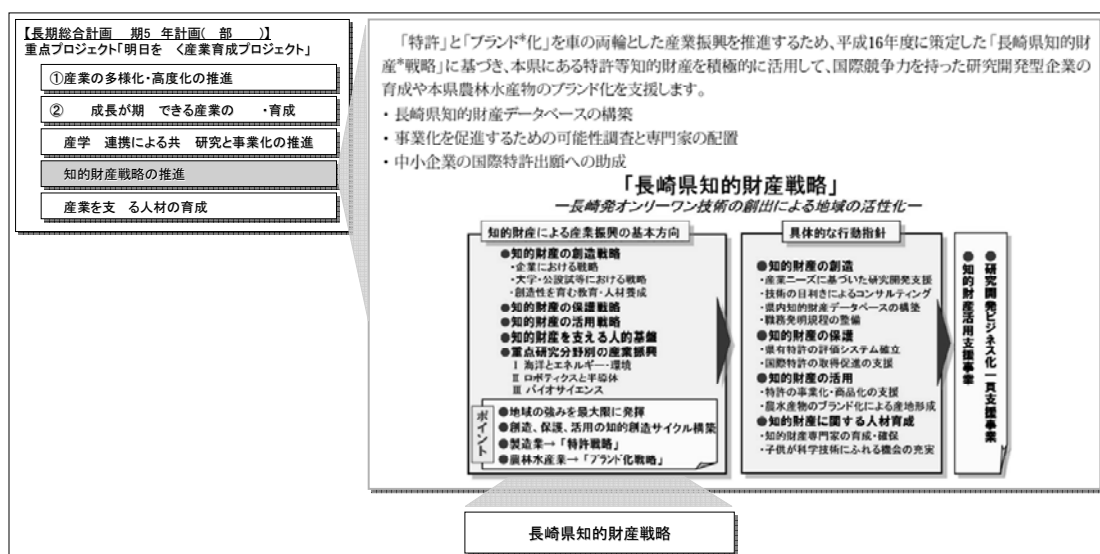 【長期総合計画 期5 年計画( 部 )】
重点プロジェクト「明日を く産業育成プロジェクト」
①産業の多様化・高度化の推進
② 成長が期 できる産業の ・育成
産学 連携による共 研究と事業化の推進
知的財産戦略の推進
産業を支 る人材の育成
「特許」と「ブランド*化」を車の両輪とした産業振興を推進するため、平成16年度に策定した「長崎県知的財
産*戦略」に基づき、本県にある特許等知的財産を積極的に活用して、国際競争力を持った研究開発型企業の
育成や本県農林水産物のブランド化を支援します。
・長崎県知的財産データベースの構築
・事業化を促進するための可能性調査と専門家の配置
・中小企業の国際特許出願への助成
「長崎県知的財産戦略」
ー長崎発オンリーワン技術の創出による地域の活性化ー
知的財産による産業振興の基本方向
●知的財産の創造戦略
・企業における戦略
・大学・公設試等における戦略
・創造性を育む教育・人材養成
●知的財産の保護戦略
●知的財産の活用戦略
●知的財産を支える人的基盤
●重点研究分野別の産業振興
Ⅰ 海洋とエネルギー・環境
Ⅱ ロボティクスと半導体
Ⅲ バイオサイエンス
ポイント
●地域の強みを最大限に発揮
●創造、保護、活用の知的創造サイクル構築
●製造業→「特許戦略」
●農林水産業→「ブランド化戦略」
具体的な行動指針
●知的財産の創造
・産業ニーズに基づいた研究開発支援
・技術の目利きによるコンサルティング
・県内知的財産データベースの構築
・職務発明規程の整備
●知的財産の保護
・県有特許の評価システム確立
・国際特許の取得促進の支援
●知的財産の活用
・特許の事業化・商品化の支援
・農水産物のブランド化による産地形成
●知的財産に関する人材育成
・知的財産専門家の育成・確保
・子供が科学技術にふれる機会の充実
●研究開発ビジネス化一貫支援事業
●知的財産活用支援事業
長崎県知的財産戦略